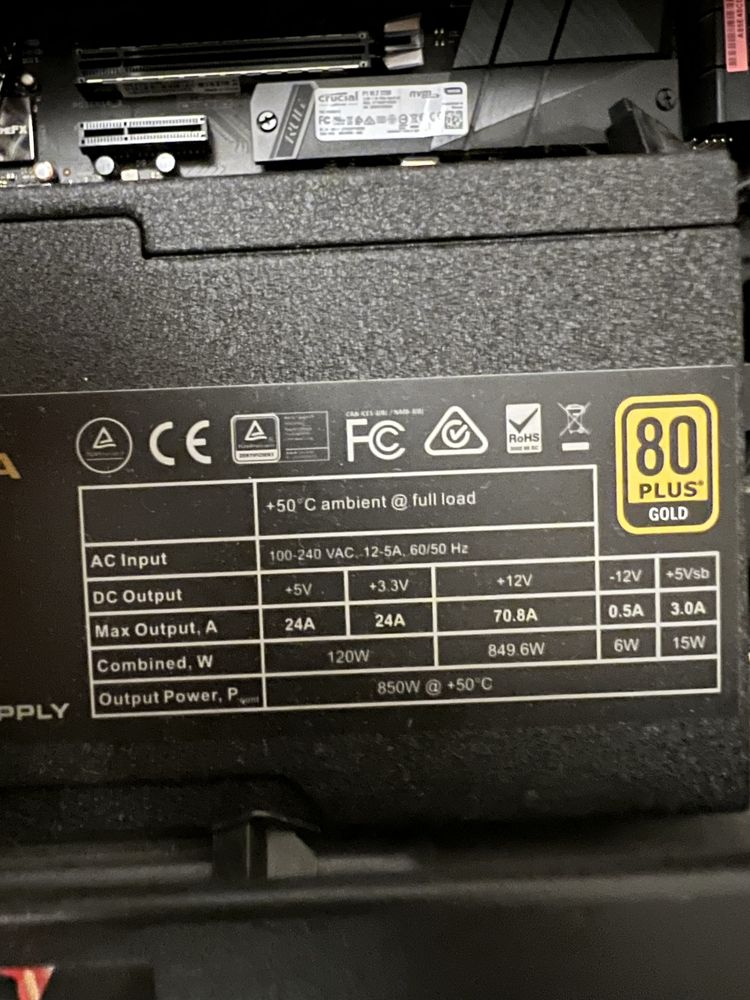 crucial
CE
FC
RoHS
80
PLUS
GOLD
A
+50°C ambient @ full load
AC Input 100-240 VAC, 12-5A, 60/50 Hz
DC Output +5V +3.3V +12V -12V +5Vsb
Max Output, A 24A 24A 70.8A 0.5A 3.0A
Combined, W 120W 849.6W 6W 15W
Output Power, P 850W @ +50°C
PPLY